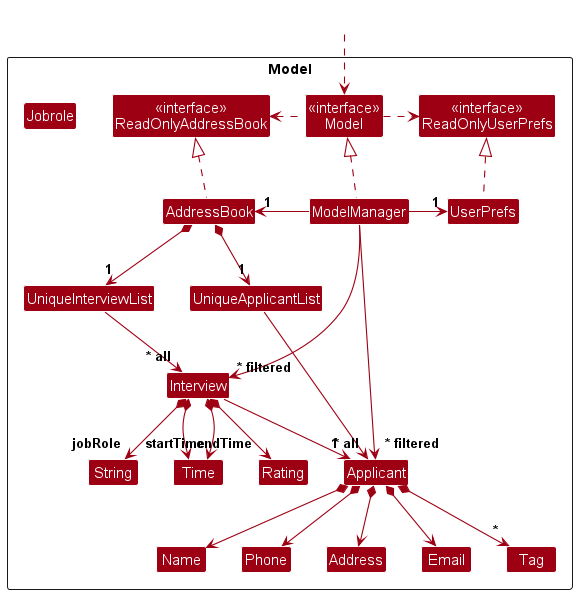 Model
Jobrole
«interface»
ReadOnlyAddressBook
«interface»
Model
«interface»
ReadOnlyUserPrefs
AddressBook
1
ModelManager
1
UserPrefs
1
1
UniqueInterviewList
UniqueApplicantList
* all
* filtered
Interview
jobRole
startTime
endTime
1
* all
* filtered
String
Time
Rating
Applicant
*
Name
Phone
Address
Email
Tag